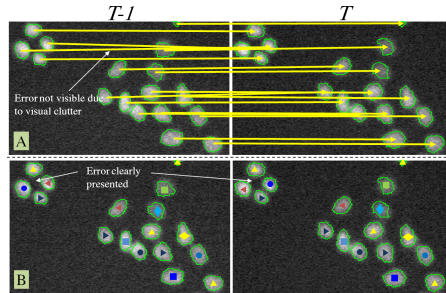 T-1 T
Error not visible due
to visual clutter
A
Error clearly
presented
B